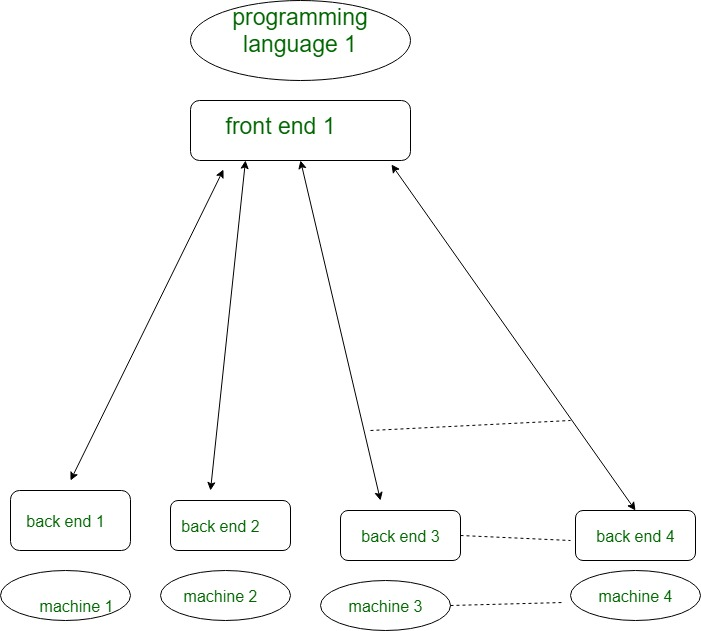 programming
language 1
front end 1
back end 1
back end 2
back end 3
back end 4
machine 1
machine 2
machine 3
machine 4